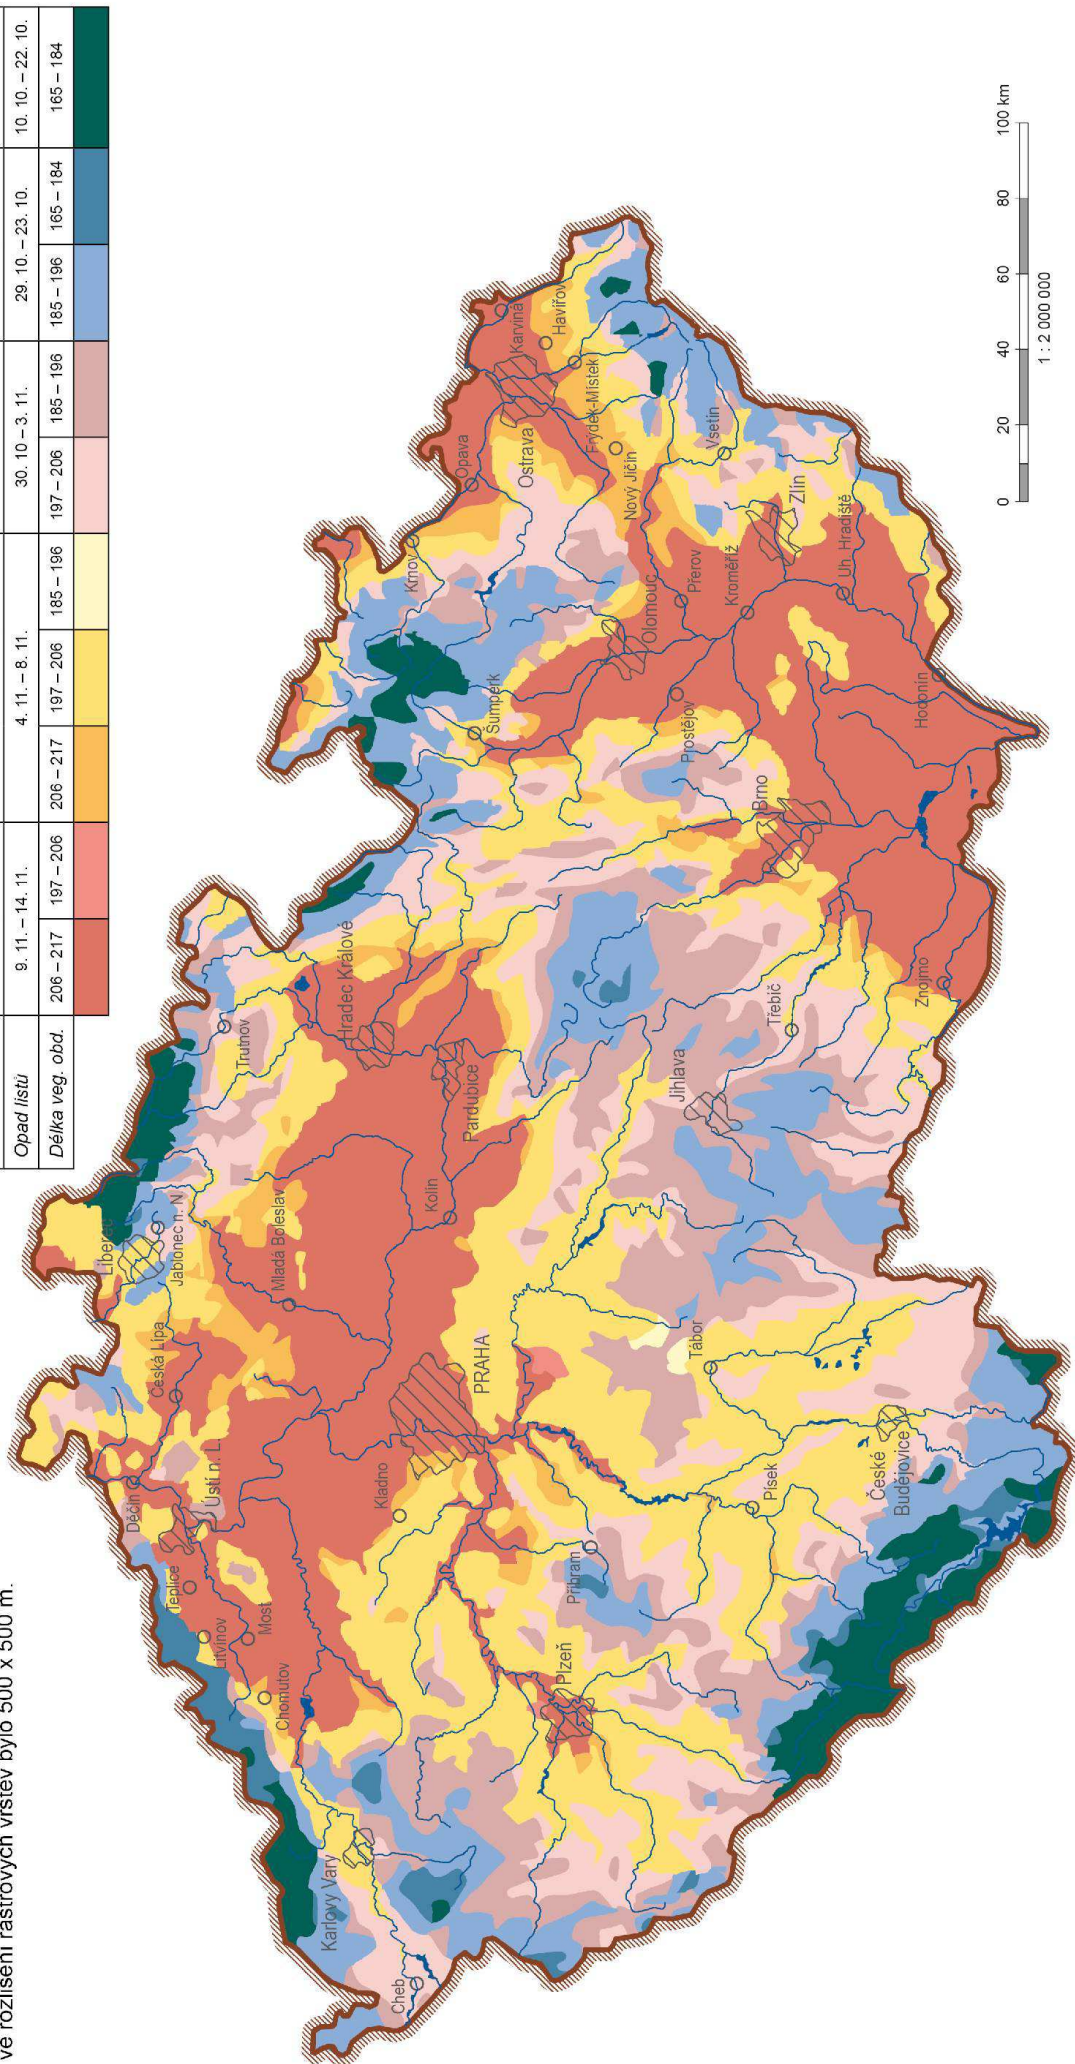 ve rozlišení rastrových vrstev bylo 500 x 500 m.
Opad listů 9. 11. – 14. 11. 4. 11. – 8. 11. 30. 10 – 3. 11. 29. 10. – 23. 10. 10. 10. – 22. 10.
Délka veg. obd. 206 – 217 197 – 206 206 – 217 197 – 206 185 – 196 197 – 206 185 – 196 185 – 196 165 – 184 165 – 184
Děčín
Liberec
Jablonec n. N
Česká Lípa
Ústí n. L.
Teplice
Litvínov
Most
Chomutov
Trutnov
Mladá Boleslav
Hradec Králové
Karlovy Vary
Cheb
Kladno
PRAHA
Kolín
Pardubice
Krnov
Opava
Karviná
Havířov
Ostrava
Frýdek-Místek
Šumperk
Nový Jičín
Olomouc
Plzeň
Příbram
Přerov
Prostějov
Kroměříž
Vsetín
Zlín
Jihlava
Tábor
Písek
Brno
Třebíč
Uh. Hradiště
České
Budějovice
Znojmo
Hodonín
0 20 40 60 80 100 km
1 : 2 000 000